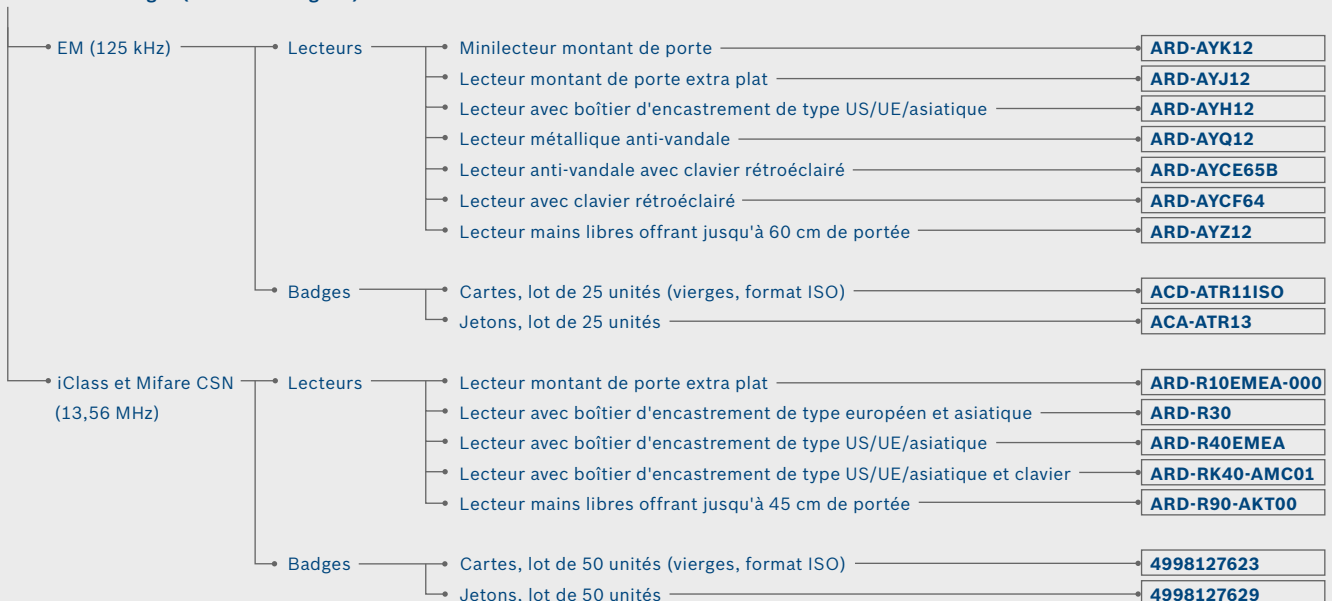 EM (125 kHz) Lecteurs Minilecteur montant de porte ARD-AYK12
Lecteur montant de porte extra plat ARD-AYJ12
Lecteur avec boîtier d'encastrement de type US/UE/asiatique ARD-AYH12
Lecteur métallique anti-vandale ARD-AYQ12
Lecteur anti-vandale avec clavier rétroéclairé ARD-AYCE65B
Lecteur avec clavier rétroéclairé ARD-AYCF64
Lecteur mains libres offrant jusqu'à 60 cm de portée ARD-AYZ12
Badges Cartes, lot de 25 unités (vierges, format ISO) ACD-ATR11ISO
Jetons, lot de 25 unités ACA-ATR13
iClass et Mifare CSN Lecteurs Lecteur montant de porte extra plat ARD-R10EMEA-000
(13,56 MHz) Lecteur avec boîtier d'encastrement de type européen et asiatique ARD-R30
Lecteur avec boîtier d'encastrement de type US/UE/asiatique ARD-R40EMEA
Lecteur avec boîtier d'encastrement de type US/UE/asiatique et clavier ARD-RK40-AMC01
Lecteur mains libres offrant jusqu'à 45 cm de portée ARD-R90-AKT00
Badges Cartes, lot de 50 unités (vierges, format ISO) 4998127623
Jetons, lot de 50 unités 4998127629